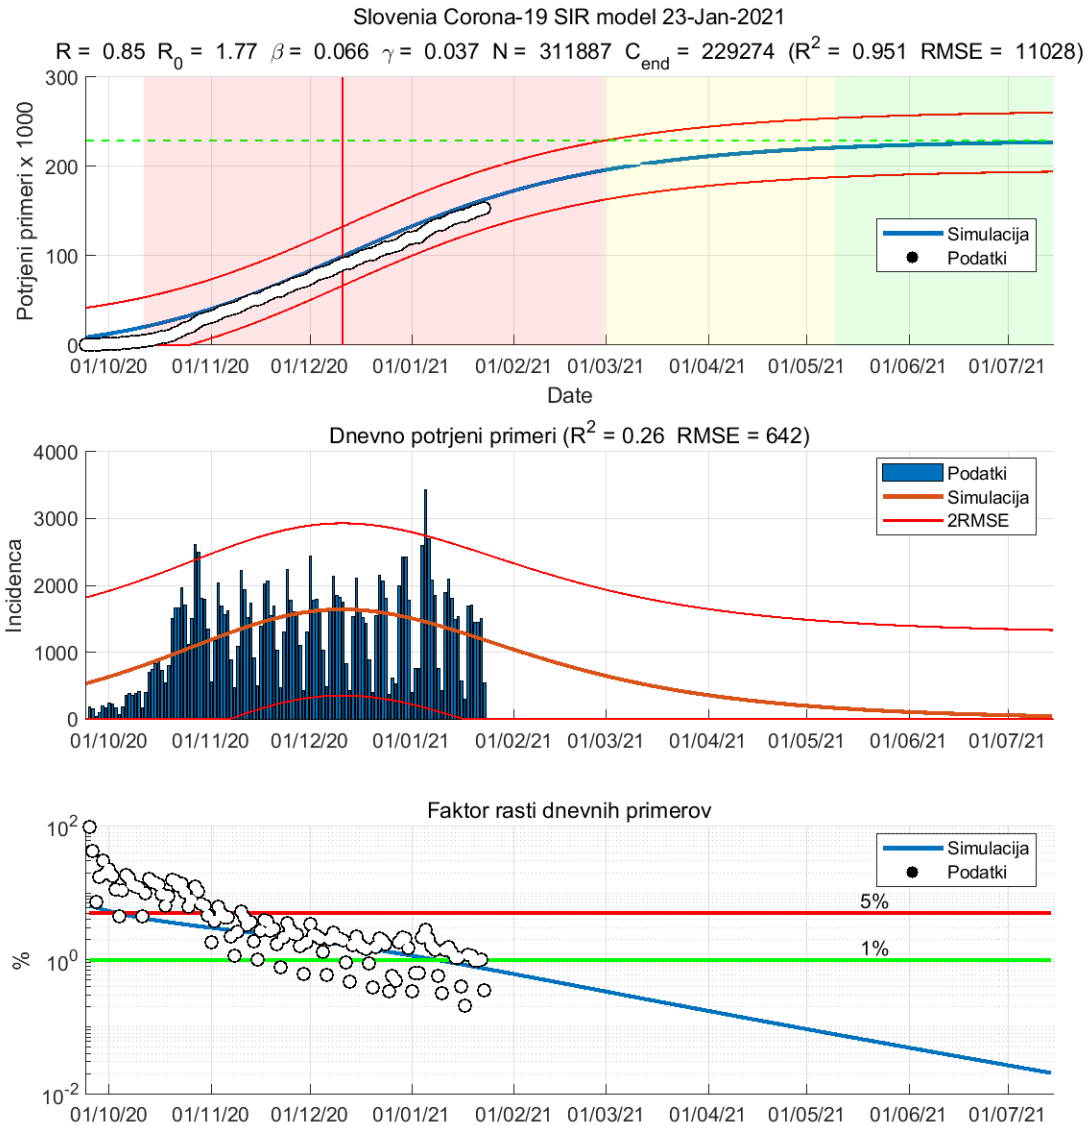 Slovenia Corona-19 SIR model 23-Jan-2021
R = 0.85 R0 = 1.77 β = 0.066 γ = 0.037 N = 311887 Cend = 229274 (R2 = 0.951 RMSE = 11028)
Potrjeni primeri x 1000
300
200
100
0
Simulacija
Podatki
01/10/20 01/11/20 01/12/20 01/01/21 01/02/21 01/03/21 01/04/21 01/05/21 01/06/21 01/07/21
Date
Dnevno potrjeni primeri (R2 = 0.26 RMSE = 642)
Incidenca
4000
3000
2000
1000
0
Podatki
Simulacija
2RMSE
01/10/20 01/11/20 01/12/20 01/01/21 01/02/21 01/03/21 01/04/21 01/05/21 01/06/21 01/07/21
Faktor rasti dnevnih primerov
%
10^2
10^0
10^-2
Simulacija
Podatki
5%
1%
01/10/20 01/11/20 01/12/20 01/01/21 01/02/21 01/03/21 01/04/21 01/05/21 01/06/21 01/07/21